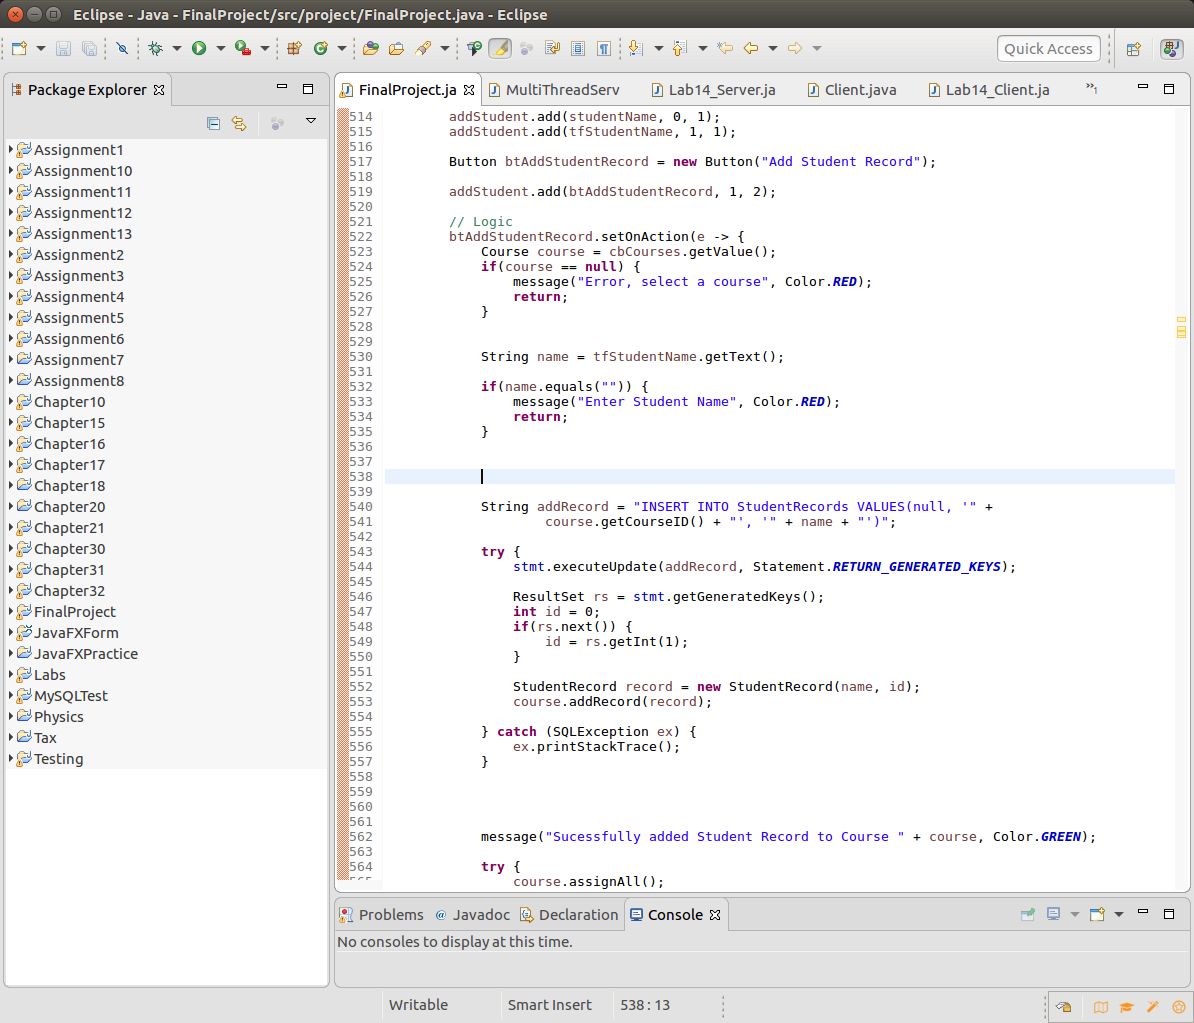 Eclipse - Java - FinalProject/src/project/FinalProject.java - Eclipse
Quick Access
Package Explorer
Assignment1
Assignment10
Assignment11
Assignment12
Assignment13
Assignment2
Assignment3
Assignment4
Assignment5
Assignment6
Assignment7
Assignment8
Chapter10
Chapter15
Chapter16
Chapter17
Chapter18
Chapter20
Chapter21
Chapter30
Chapter31
Chapter32
FinalProject
JavaFXForm
JavaFXPractice
Labs
MySQLTest
Physics
Tax
Testing
FinalProject.ja MultiThreadServ Lab14_Server.ja Client.java Lab14_Client.ja »1
514 addStudent.add(studentName, 0, 1);
515 addStudent.add(tfStudentName, 1, 1);
516
517 Button btAddStudentRecord = new Button("Add Student Record");
518
519 addStudent.add(btAddStudentRecord, 1, 2);
520
521 // Logic
522 btAddStudentRecord.setOnAction(e -> {
523 Course course = cbCourses.getValue();
524 if(course == null) {
525 message("Error, select a course", Color.RED);
526 return;
527 }
528
529
530 String name = tfStudentName.getText();
531
532 if(name.equals("")) {
533 message("Enter Student Name", Color.RED);
534 return;
535 }
536
537
538
539
540 String addRecord = "INSERT INTO StudentRecords VALUES(null, '" +
541 course.getCourseID() + "', '" + name + "')";
542
543 try {
544 stmt.executeUpdate(addRecord, Statement.RETURN_GENERATED_KEYS);
545
546 ResultSet rs = stmt.getGeneratedKeys();
547 int id = 0;
548 if(rs.next()) {
549 id = rs.getInt(1);
550 }
551
552 StudentRecord record = new StudentRecord(name, id);
553 course.addRecord(record);
554
555 } catch (SQLException ex) {
556 ex.printStackTrace();
557 }
558
559
560
561
562 message("Sucessfully added Student Record to Course " + course, Color.GREEN);
563
564 try {
565 course.assignAll();
Problems Javadoc Declaration Console
No consoles to display at this time.
Writable Smart Insert 538 : 13